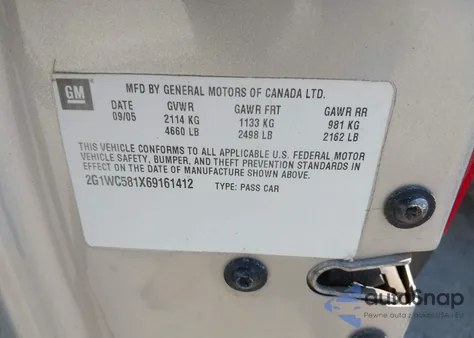 GM
MFD BY GENERAL MOTORS OF CANADA LTD.
DATE GVWR GAWR FRT GAWR RR
09/05 2114 KG 1133 KG 981 KG
4660 LB 2498 LB 2162 LB
THIS VEHICLE CONFORMS TO ALL APPLICABLE U.S. FEDERAL MOTOR
VEHICLE SAFETY, BUMPER, AND THEFT PREVENTION STANDARDS IN
EFFECT ON THE DATE OF MANUFACTURE SHOWN ABOVE.
2G1WC581X69161412 TYPE: PASS CAR
autoSnap
Pewne auto z